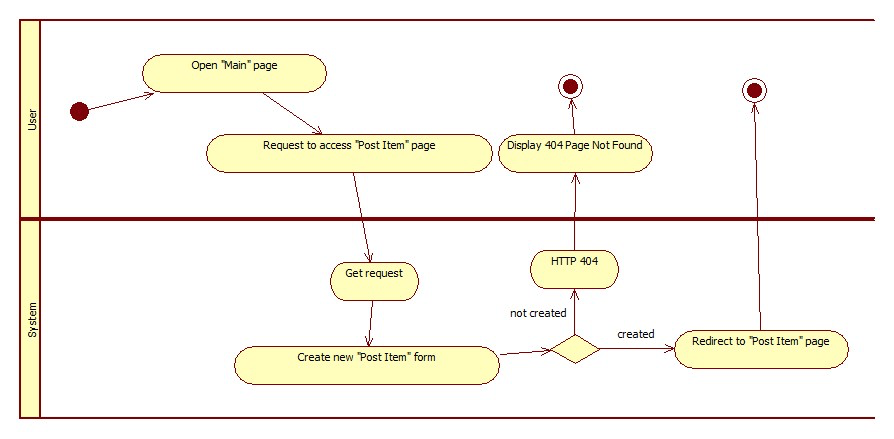 User
Open "Main" page
Request to access "Post Item" page
Display 404 Page Not Found
System
Get request
HTTP 404
not created
created
Create new "Post Item" form
Redirect to "Post Item" page